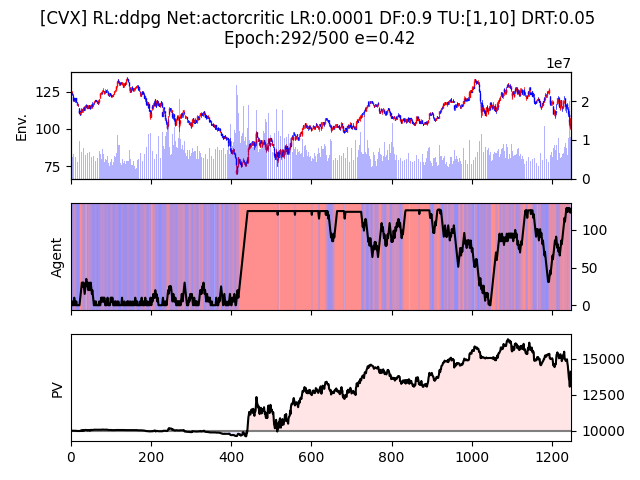 [CVX] RL:ddpg Net:actorcritic LR:0.0001 DF:0.9 TU:[1,10] DRT:0.05
Epoch:292/500 e=0.42
1e7
Env.
125
100
75
2
1
0
Agent
100
50
0
PV
15000
12500
10000
0 200 400 600 800 1000 1200